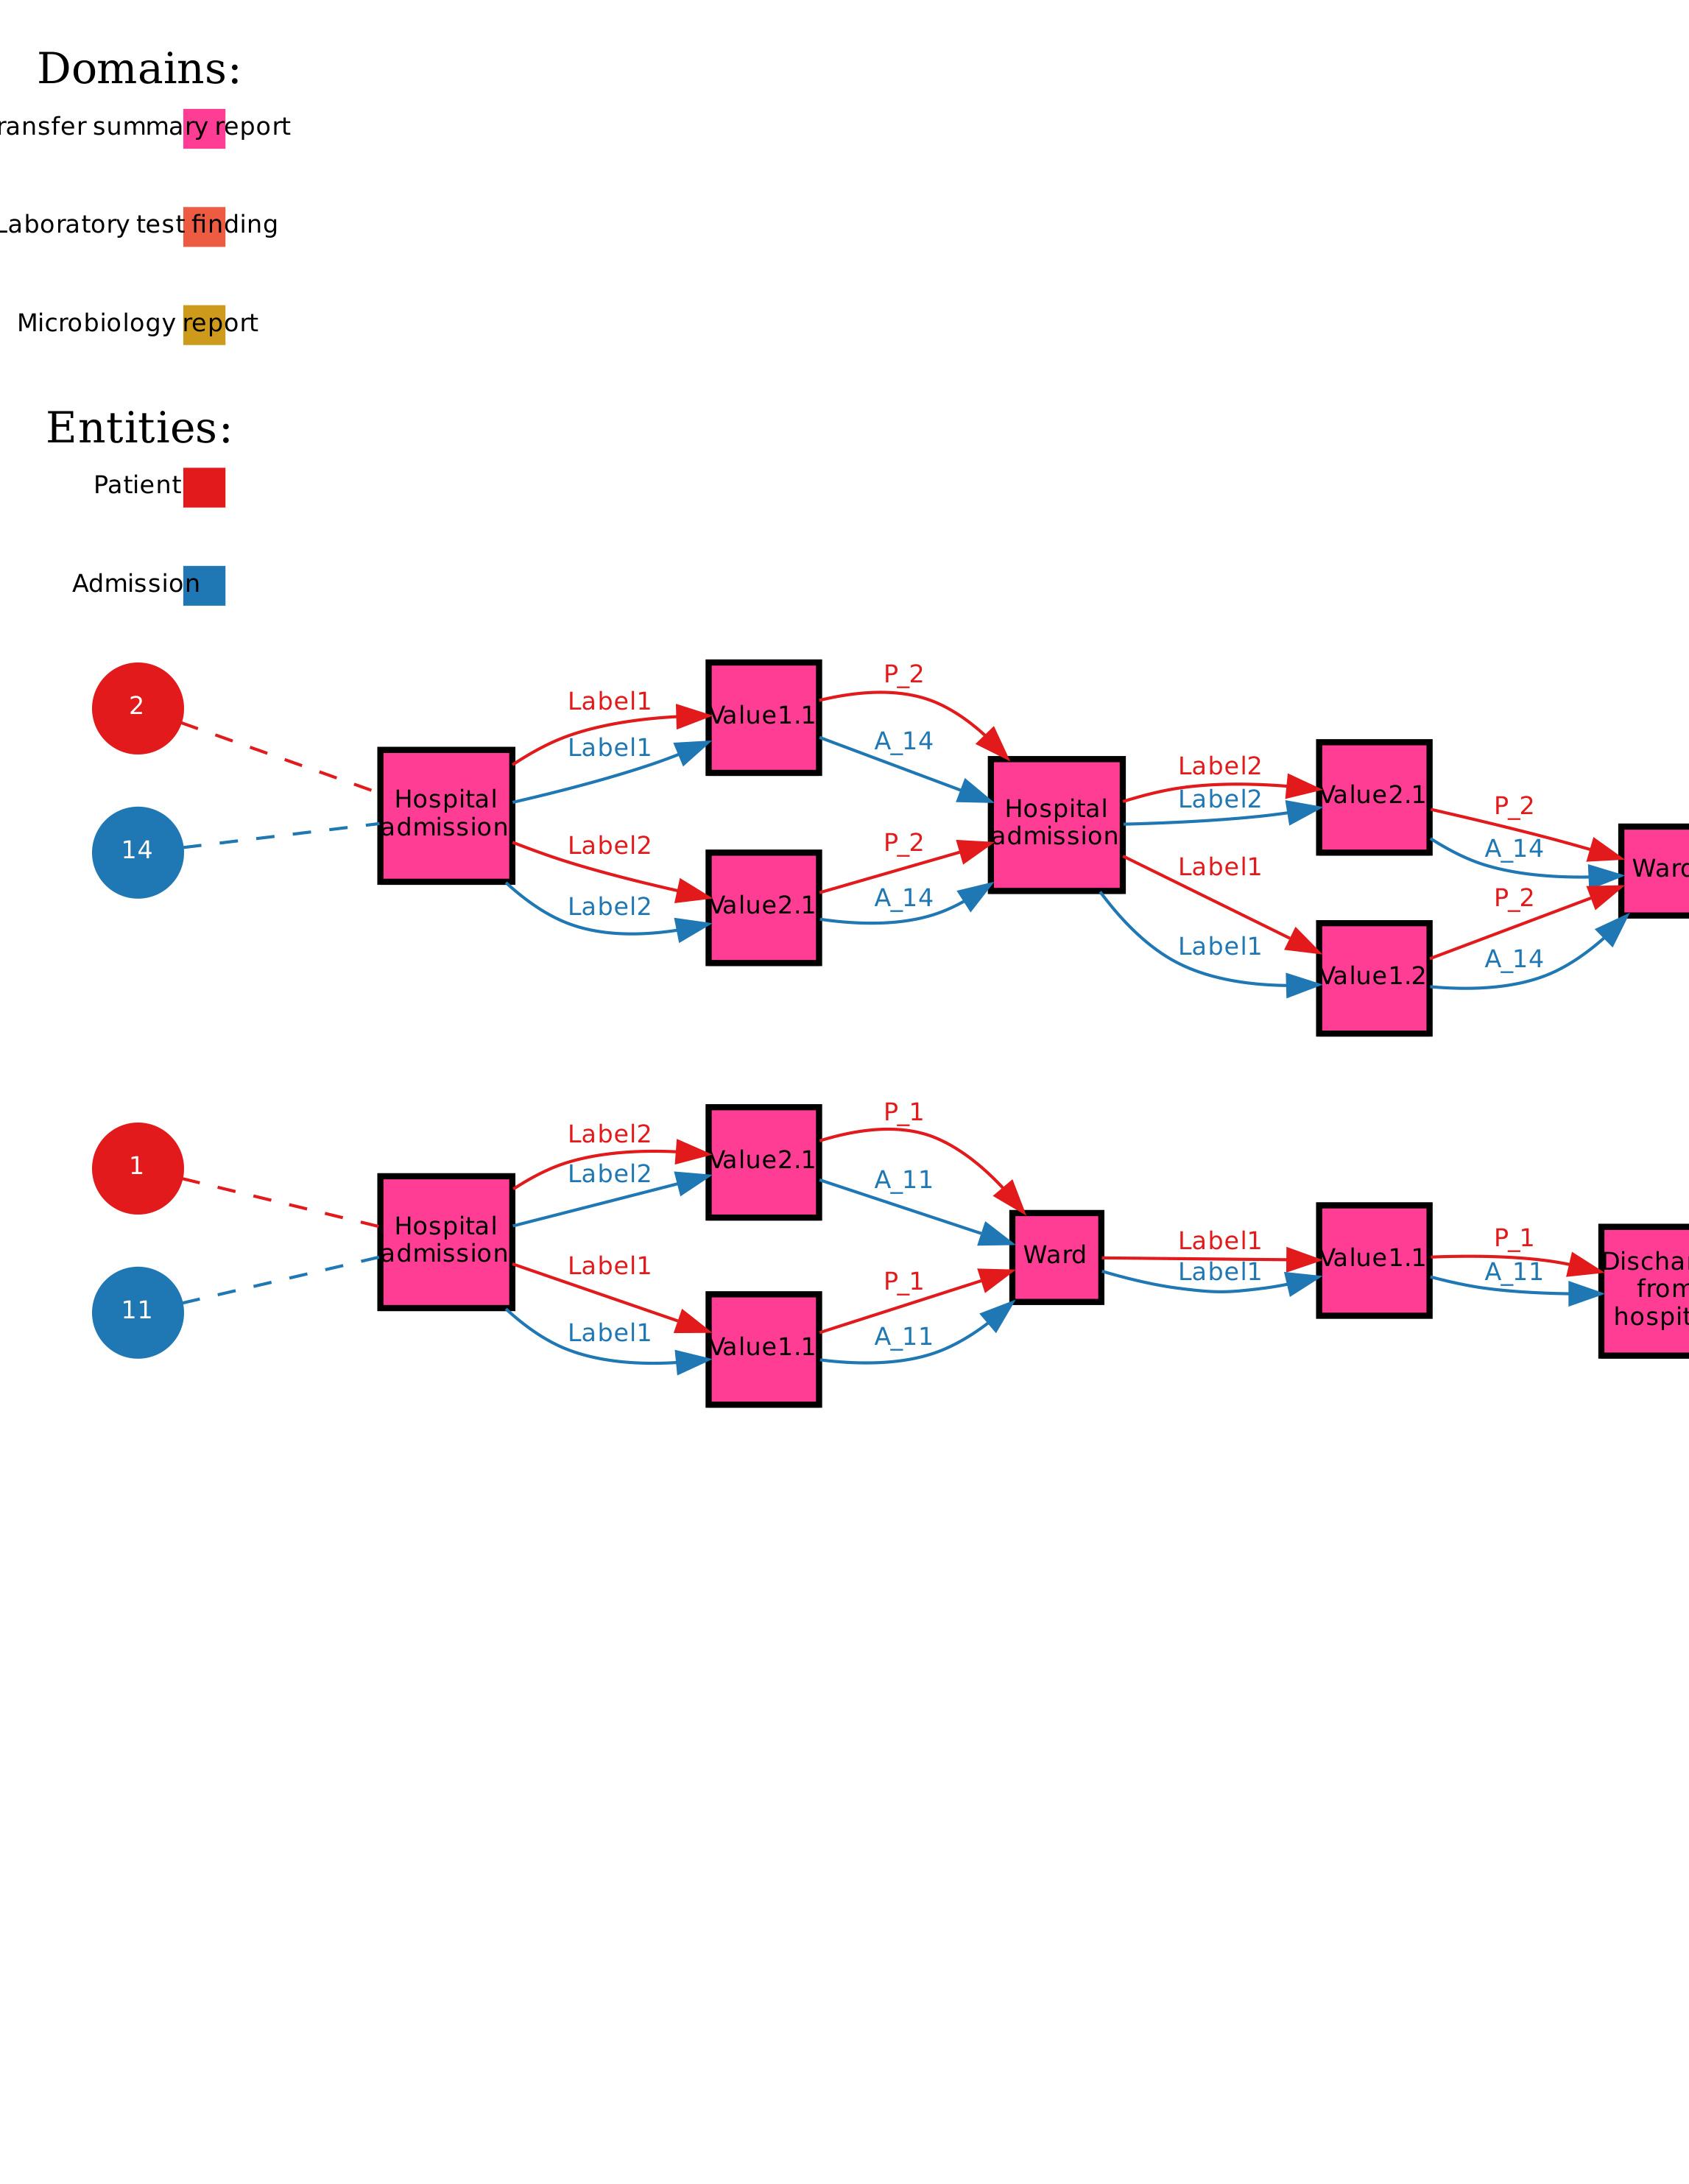 Domains:
ransfer summary report
Laboratory test finding
Microbiology report
Entities:
Patient
Admission
2
14
Hospital
admission
Label1
Label1
Label2
Label2
Value1.1
Value2.1
P_2
A_14
P_2
A_14
Hospital
admission
Label2
Label2
Label1
Label1
Value2.1
Value1.2
P_2
A_14
P_2
A_14
Ward
1
11
Hospital
admission
Label2
Label2
Label1
Label1
Value2.1
Value1.1
P_1
A_11
P_1
A_11
Ward
Label1
Label1
Value1.1
P_1
A_11
Dischar
from
hospit